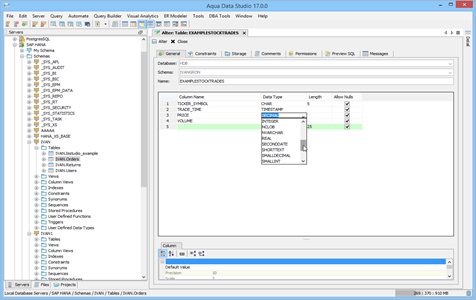 Aqua Data Studio 17.0.0
File Edit Query Automate Query Builder Visual Analytics ER Modeler Tools DBA Tools Window Help
Servers
PostgreSQL
SAP HANA
My Schema
Schemas
_SYS_AFL
_SYS_AUDIT
_SYS_BI
_SYS_BIC
_SYS_EPM
_SYS_EPM_DATA
_SYS_REPO
_SYS_RT
_SYS_SECURITY
_SYS_STATISTICS
_SYS_TASK
_SYS_XS
AAAAA
HANA_XS_BASE
IVAN
Tables
IVAN.Orders
IVAN.Returns
IVAN.Users
Views
Column Views
Indexes
Constraints
Synonyms
Sequences
Stored Procedures
User Defined Functions
Triggers
User Defined Data Types
IVAN1
Tables
Views
Column Views
Indexes
Constraints
Synonyms
Sequences
Servers Files Projects
Alter: Table: EXAMPLESTOCKTRADES
Alter Close
General Constraints Storage Comments Permissions Preview SQL Messages
Database: HDB
Schema:
Name: EXAMPLESTOCKTRADES
Column Name Data Type Length Allow Nulls
1 TICKER_SYMBOL CHAR 5
2 TRADE_TIME TIMESTAMP
3 PRICE DECIMAL
4 VOLUME
5 25
INTEGER
NCLOB
NVARCHAR
REAL
SECONDDATE
SHORTTEXT
SMALLDECIMAL
SMALLINT
Column
Default Value
Precision 10
Details
Local Database Servers / SAP HANA / Schemas / IVAN / Tables / IVAN.Orders